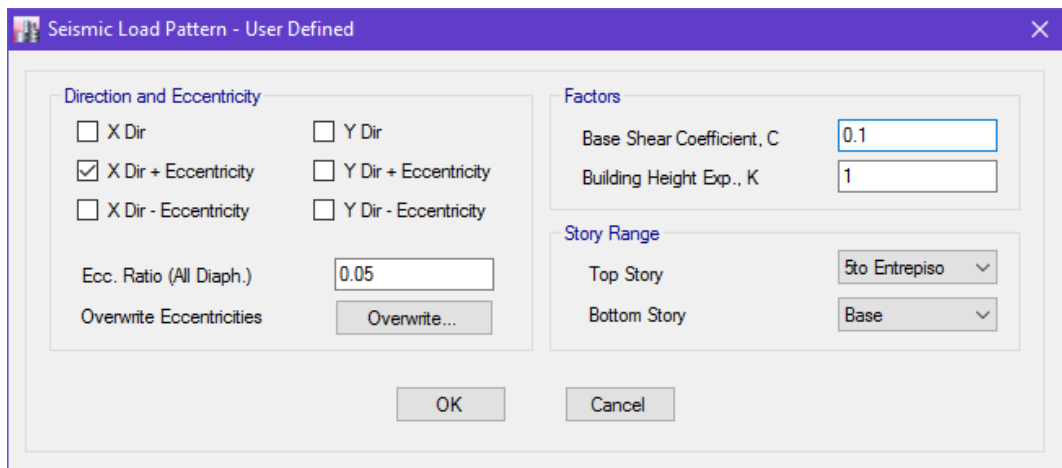 Seismic Load Pattern - User Defined
Direction and Eccentricity
X Dir
Y Dir
X Dir + Eccentricity
Y Dir + Eccentricity
X Dir - Eccentricity
Y Dir - Eccentricity
Ecc. Ratio (All Diaph.)
0.05
Overwrite Eccentricities
Overwrite...
Factors
Base Shear Coefficient, C
0.1
Building Height Exp., K
1
Story Range
Top Story
5to Entrepiso
Bottom Story
Base
OK
Cancel